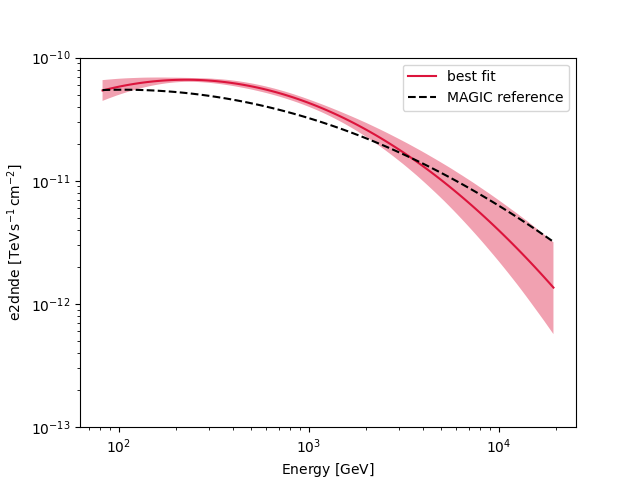 10⁻¹⁰
10⁻¹¹
10⁻¹²
10⁻¹³
e2dnde [TeV s⁻¹ cm⁻²]
best fit
MAGIC reference
10²
10³
10⁴
Energy [GeV]